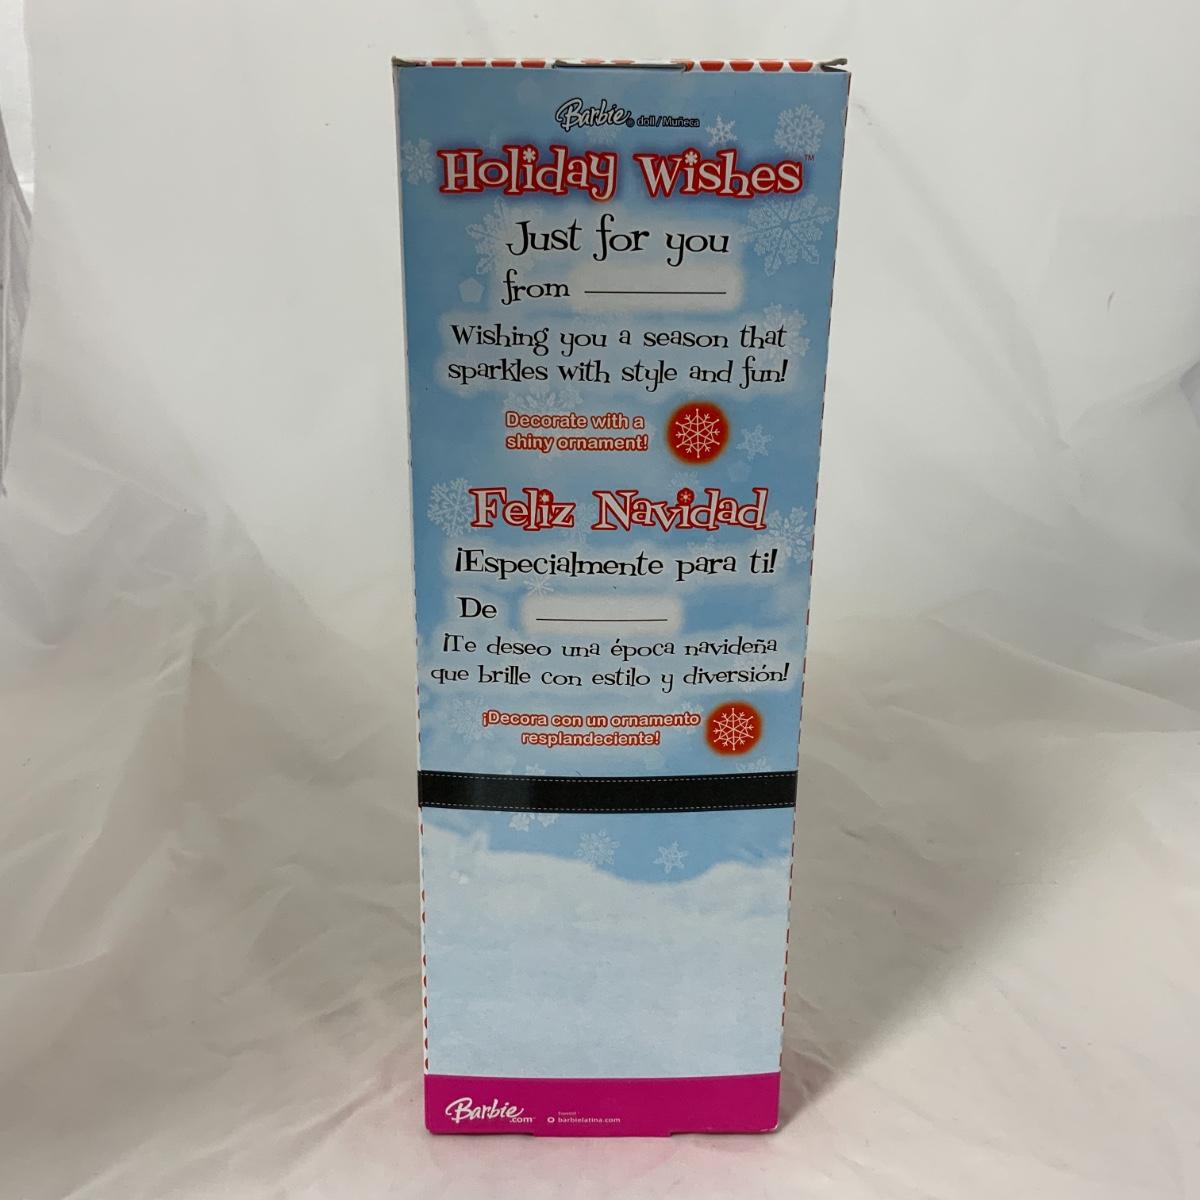 Barbie® doll / Muñeca
Holiday Wishes™
Just for you
from
Wishing you a season that
sparkles with style and fun!
Decorate with a
shiny ornament!
Feliz Navidad
¡Especialmente para ti!
De
¡Te deseo una época navideña
que brille con estilo y diversión!
¡Decora con un ornamento
resplandeciente!
Barbie.com™
barbielatina.com